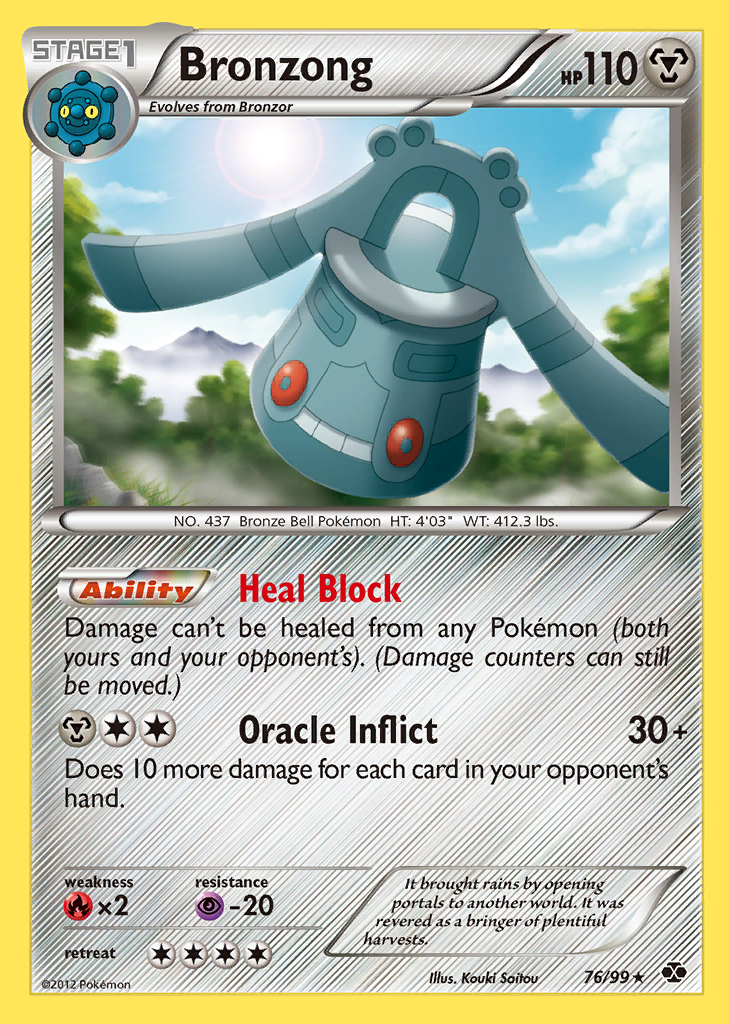 STAGE1
Bronzong
HP110
Evolves from Bronzor
NO. 437 Bronze Bell Pokémon HT: 4'03" WT: 412.3 lbs.
Ability Heal Block
Damage can't be healed from any Pokémon (both
yours and your opponent's). (Damage counters can still
be moved.)
Oracle Inflict 30+
Does 10 more damage for each card in your opponent's
hand.
weakness resistance
×2 -20
It brought rains by opening
portals to another world. It was
revered as a bringer of plentiful
harvests.
retreat
©2012 Pokémon
Illus. Kouki Saitou
76/99★